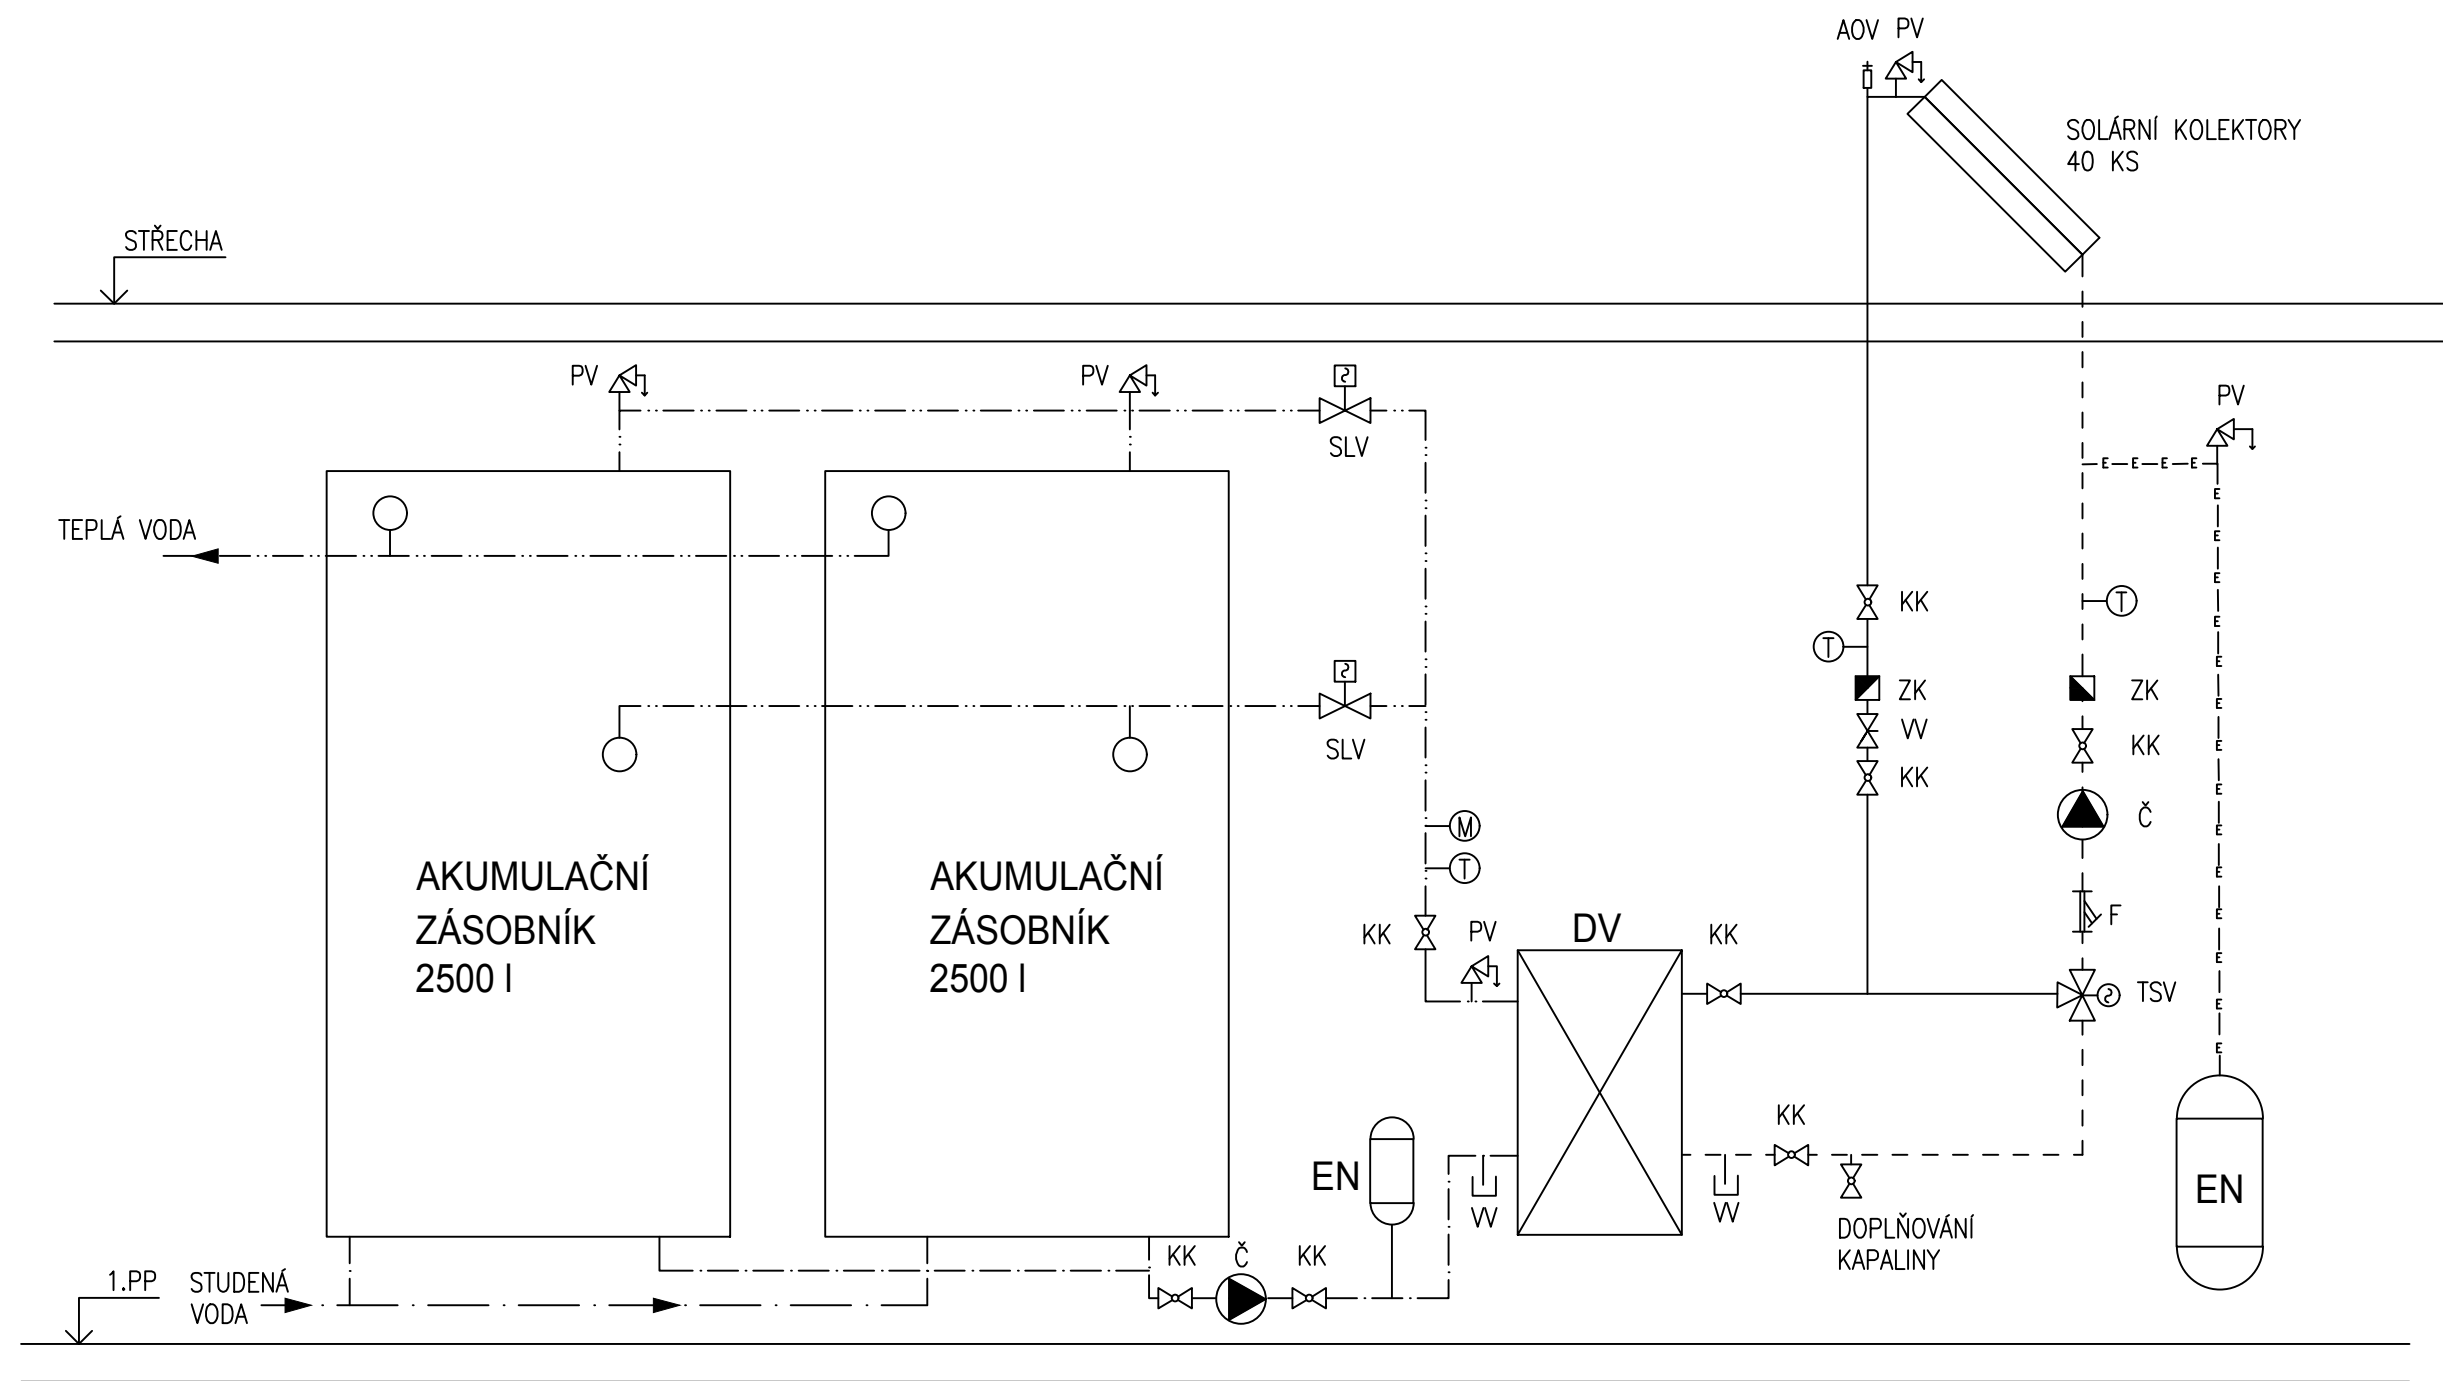 AOV PV
SOLÁRNÍ KOLEKTORY
40 KS
STŘECHA
PV
PV
SLV
PV
E E E E
E
E
E
E
E
E
E
E
E
E
E
E
E
E
TEPLÁ VODA
KK
T
T
ZK
ZK
VV
KK
KK
SLV
M
T
Č
AKUMULAČNÍ
ZÁSOBNÍK
2500 l
AKUMULAČNÍ
ZÁSOBNÍK
2500 l
KK
PV
DV
KK
F
TSV
KK
EN
EN
VV
VV
DOPLŇOVÁNÍ
KAPALINY
KK
Č
KK
1.PP
STUDENÁ
VODA